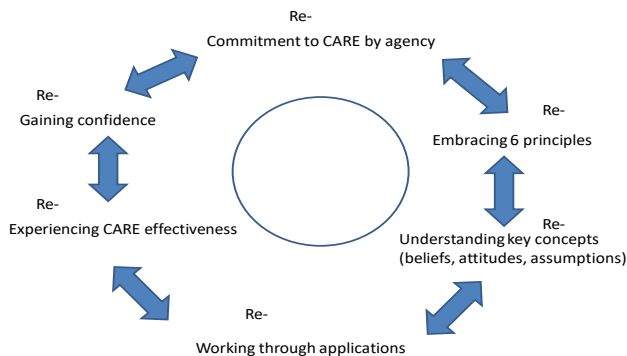 Re-
Commitment to CARE by agency
Re-
Embracing 6 principles
Re-
Understanding key concepts
(beliefs, attitudes, assumptions)
Re-
Working through applications
Re-
Experiencing CARE effectiveness
Re-
Gaining confidence